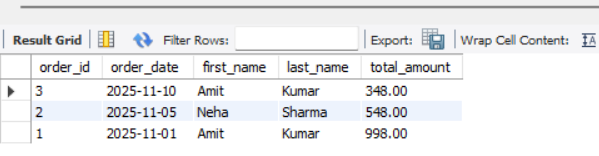 Result Grid Filter Rows: Export: Wrap Cell Content: IA
order_id order_date first_name last_name total_amount
3 2025-11-10 Amit Kumar 348.00
2 2025-11-05 Neha Sharma 548.00
1 2025-11-01 Amit Kumar 998.00